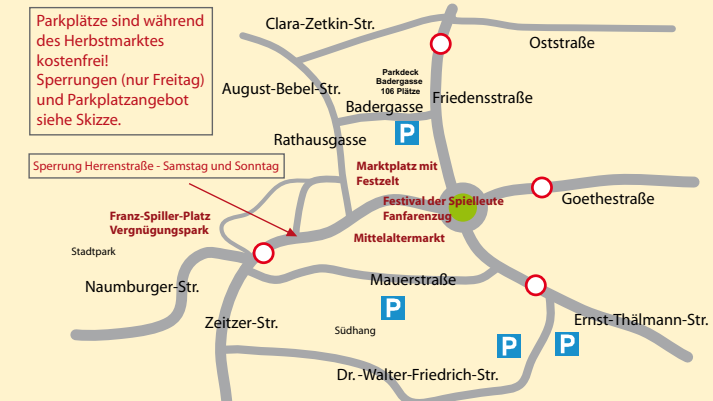 Parkplätze sind während
des Herbstmarktes
kostenfrei!
Sperrungen (nur Freitag)
und Parkplatzangebot
siehe Skizze.
Clara-Zetkin-Str.
Oststraße
Parkdeck
Badergasse
106 Plätze
August-Bebel-Str.
Friedensstraße
Badergasse
P
Rathausgasse
Sperrung Herrenstraße - Samstag und Sonntag
Marktplatz mit
Festzelt
Goethestraße
Festival der Spielleute
Fanfarenzug
Franz-Spiller-Platz
Vergnügungspark
Mittelaltermarkt
Stadtpark
Naumburger-Str.
Mauerstraße
P
Zeitzer-Str.
Südhang
Ernst-Thälmann-Str.
P
P
Dr. -Walter-Friedrich-Str.